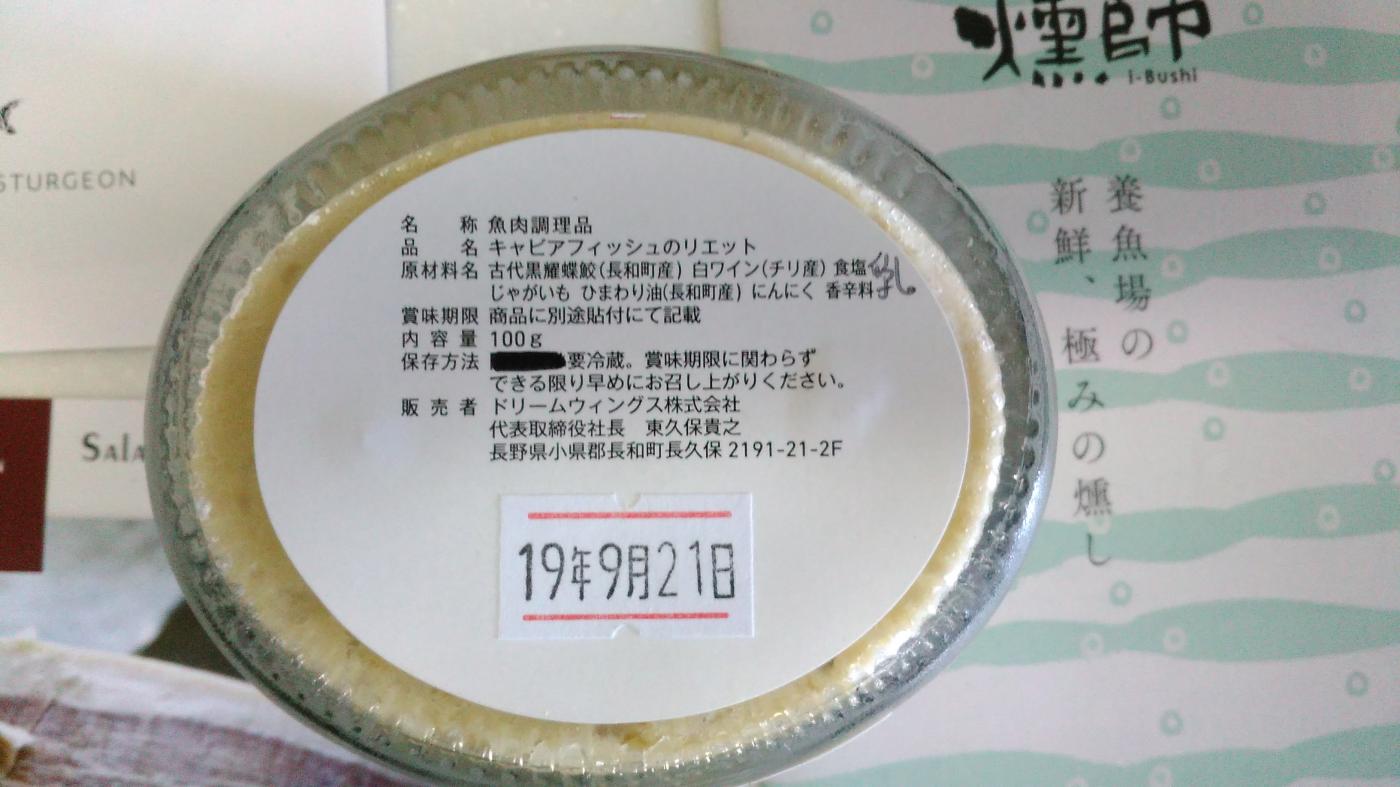 STURGEON
Sala
燻師
i-Bushi
養魚場の
新鮮、極みの燻し
名　　称 魚肉調理品
品　　名 キャビアフィッシュのリエット
原材料名 古代黒耀蝶鮫(長和町産) 白ワイン(チリ産) 食塩 乳
じゃがいも ひまわり油(長和町産) にんにく 香辛料
賞味期限 商品に別途貼付にて記載
内 容 量 100g
保存方法 要冷蔵。賞味期限に関わらず
できる限り早めにお召し上がりください。
販 売 者 ドリームウィングス株式会社
代表取締役社長　東久保貴之
長野県小県郡長和町長久保 2191-21-2F
19年9月21日